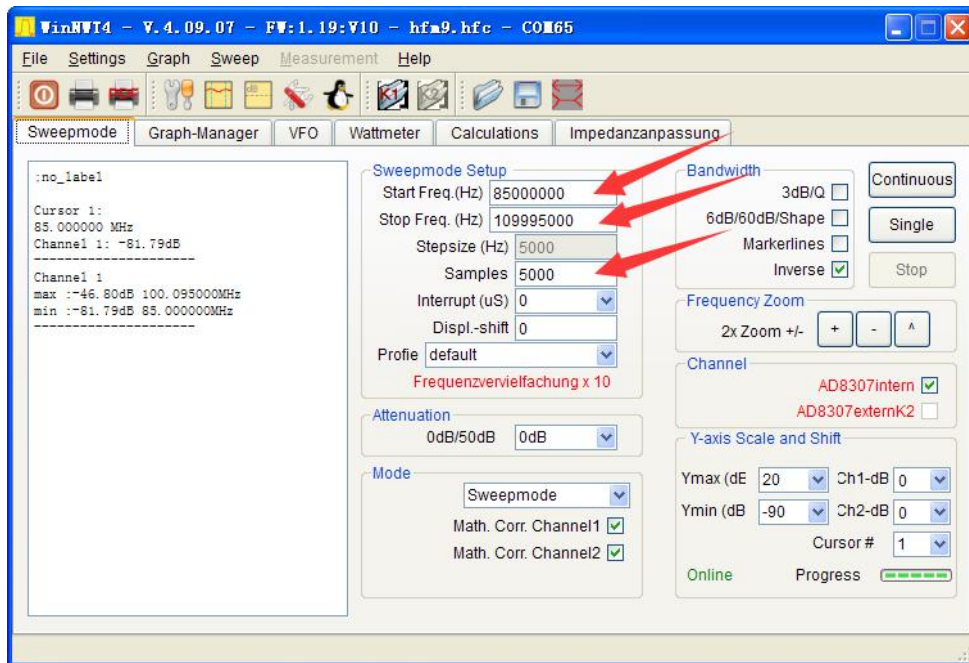 WinNWT4 - V.4.09.07 - FW:1.19:V10 - hfm9.hfc - COM65
File Settings Graph Sweep Measurement Help
K1 K2
Sweepmode Graph-Manager VFO Wattmeter Calculations Impedanzanpassung
:no_label
Cursor 1:
85.000000 MHz
Channel 1: -81.79dB
---------------------
Channel 1
max :-46.80dB 100.095000MHz
min :-81.79dB 85.000000MHz
---------------------
Sweepmode Setup
Start Freq.(Hz) 85000000
Stop Freq. (Hz) 109995000
Stepsize (Hz) 5000
Samples 5000
Interrupt (uS) 0
Displ.-shift 0
Profie default
Frequenzvervielfachung x 10
Attenuation
0dB/50dB 0dB
Mode
Sweepmode
Math. Corr. Channel1
Math. Corr. Channel2
Bandwidth
3dB/Q
6dB/60dB/Shape
Markerlines
Inverse
Continuous
Single
Stop
Frequency Zoom
2x Zoom +/- + - ^
Channel
AD8307intern
AD8307externK2
Y-axis Scale and Shift
Ymax (dE 20 Ch1-dB 0
Ymin (dB -90 Ch2-dB 0
Cursor # 1
Online Progress